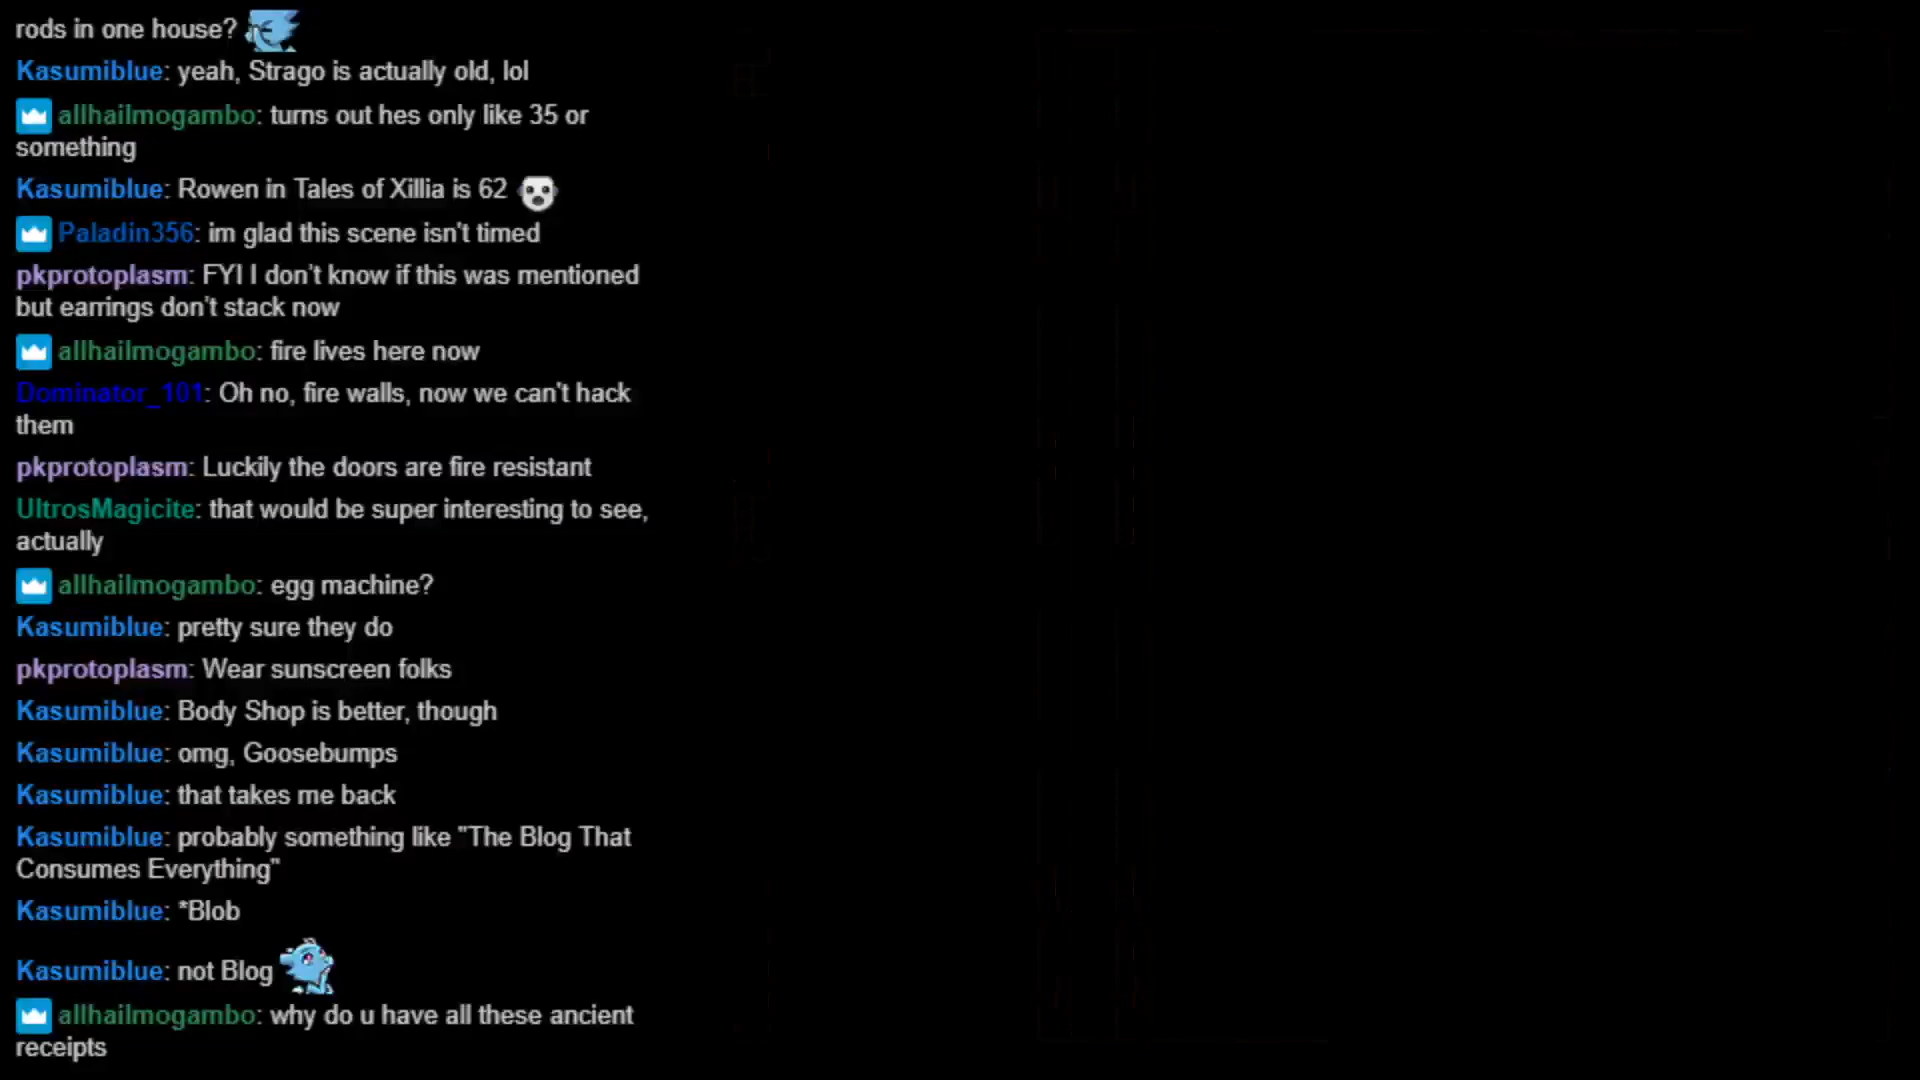 rods in one house?
Kasumiblue: yeah, Strago is actually old, lol
allhailmogambo: turns out hes only like 35 or
something
Kasumiblue: Rowen in Tales of Xillia is 62
Paladin356: im glad this scene isn't timed
pkprotoplasm: FYI I don't know if this was mentioned
but earrings don't stack now
allhailmogambo: fire lives here now
Dominator_101: Oh no, fire walls, now we can't hack
them
pkprotoplasm: Luckily the doors are fire resistant
UltrosMagicite: that would be super interesting to see,
actually
allhailmogambo: egg machine?
Kasumiblue: pretty sure they do
pkprotoplasm: Wear sunscreen folks
Kasumiblue: Body Shop is better, though
Kasumiblue: omg, Goosebumps
Kasumiblue: that takes me back
Kasumiblue: probably something like "The Blog That
Consumes Everything"
Kasumiblue: *Blob
Kasumiblue: not Blog
allhailmogambo: why do u have all these ancient
receipts